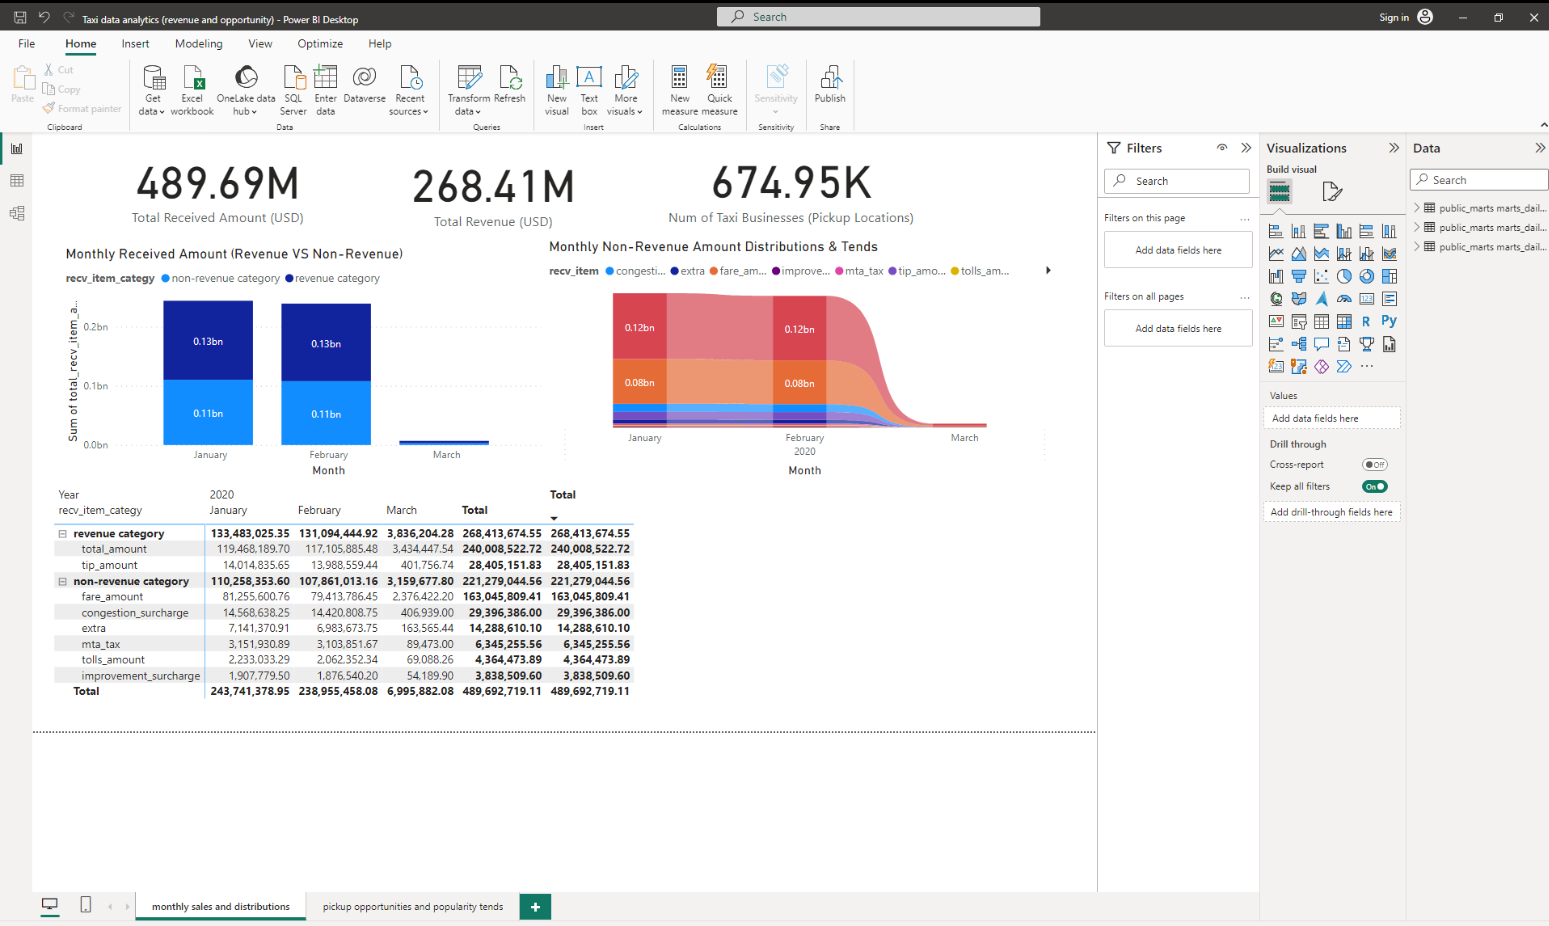 Taxi data analytics (revenue and opportunity) - Power BI Desktop
Search
Sign in
File Home Insert Modeling View Optimize Help
Paste
Cut
Copy
Format painter
Clipboard
Get data
Excel workbook
OneLake data hub
SQL Server
Enter data
Dataverse
Recent sources
Data
Transform data
Refresh
Queries
New visual
Text box
More visuals
Insert
New measure
Quick measure
Calculations
Sensitivity
Sensitivity
Publish
Share
489.69M
Total Received Amount (USD)
268.41M
Total Revenue (USD)
674.95K
Num of Taxi Businesses (Pickup Locations)
Monthly Received Amount (Revenue VS Non-Revenue)
recv_item_categy non-revenue category revenue category
Sum of total_recv_item_a...
0.2bn
0.1bn
0.0bn
0.13bn
0.13bn
0.11bn
0.11bn
January February March
Month
Monthly Non-Revenue Amount Distributions & Tends
recv_item congesti... extra fare_am... improve... mta_tax tip_amo... tolls_am...
0.12bn 0.12bn
0.08bn 0.08bn
January February March
2020
Month
Year 2020 Total
recv_item_categy January February March Total
revenue category 133,483,025.35 131,094,444.92 3,836,204.28 268,413,674.55 268,413,674.55
total_amount 119,468,189.70 117,105,885.48 3,434,447.54 240,008,522.72 240,008,522.72
tip_amount 14,014,835.65 13,988,559.44 401,756.74 28,405,151.83 28,405,151.83
non-revenue category 110,258,353.60 107,861,013.16 3,159,677.80 221,279,044.56 221,279,044.56
fare_amount 81,255,600.76 79,413,786.45 2,376,422.20 163,045,809.41 163,045,809.41
congestion_surcharge 14,568,638.25 14,420,808.75 406,939.00 29,396,386.00 29,396,386.00
extra 7,141,370.91 6,983,673.75 163,565.44 14,288,610.10 14,288,610.10
mta_tax 3,151,930.89 3,103,851.67 89,473.00 6,345,255.56 6,345,255.56
tolls_amount 2,233,033.29 2,062,352.34 69,088.26 4,364,473.89 4,364,473.89
improvement_surcharge 1,907,779.50 1,876,540.20 54,189.90 3,838,509.60 3,838,509.60
Total 243,741,378.95 238,955,458.08 6,995,882.08 489,692,719.11 489,692,719.11
Filters
Search
Filters on this page ...
Add data fields here
Filters on all pages ...
Add data fields here
Visualizations
Build visual
123
R Py
123
...
Values
Add data fields here
Drill through
Cross-report Off
Keep all filters On
Add drill-through fields here
Data
Search
public_marts marts_dail...
public_marts marts_dail...
public_marts marts_dail...
monthly sales and distributions
pickup opportunities and popularity tends
+